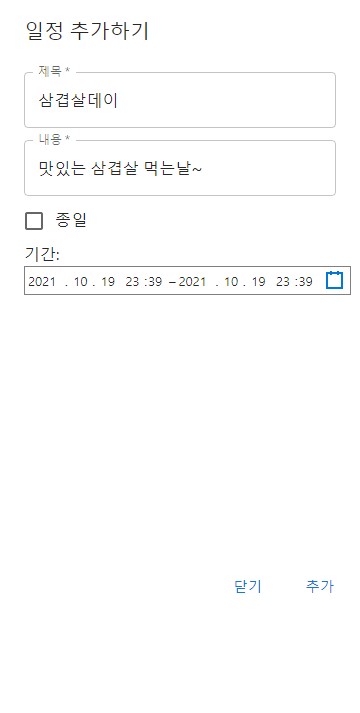 일정 추가하기
제목 *
삼겹살데이
내용 *
맛있는 삼겹살 먹는날~
종일
기간:
2021 . 10 . 19 23 :39 – 2021 . 10 . 19 23 :39
닫기 추가